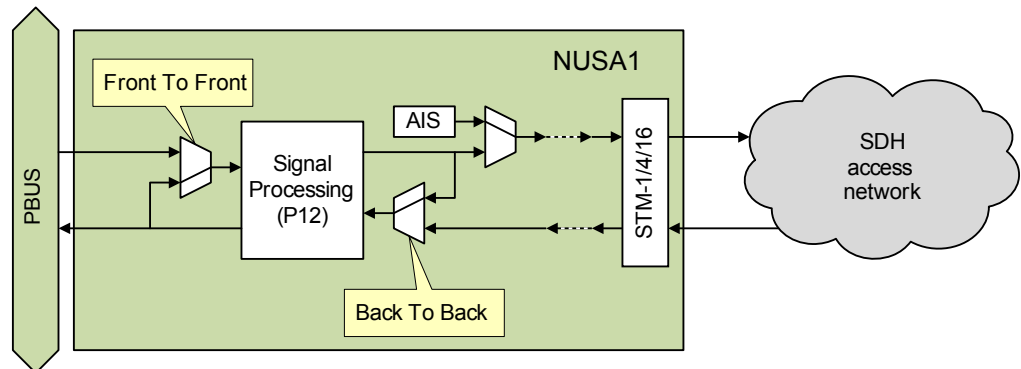 NUSA1
Front To Front
AIS
PBUS
Signal
Processing
(P12)
STM-1/4/16
SDH
access
network
Back To Back